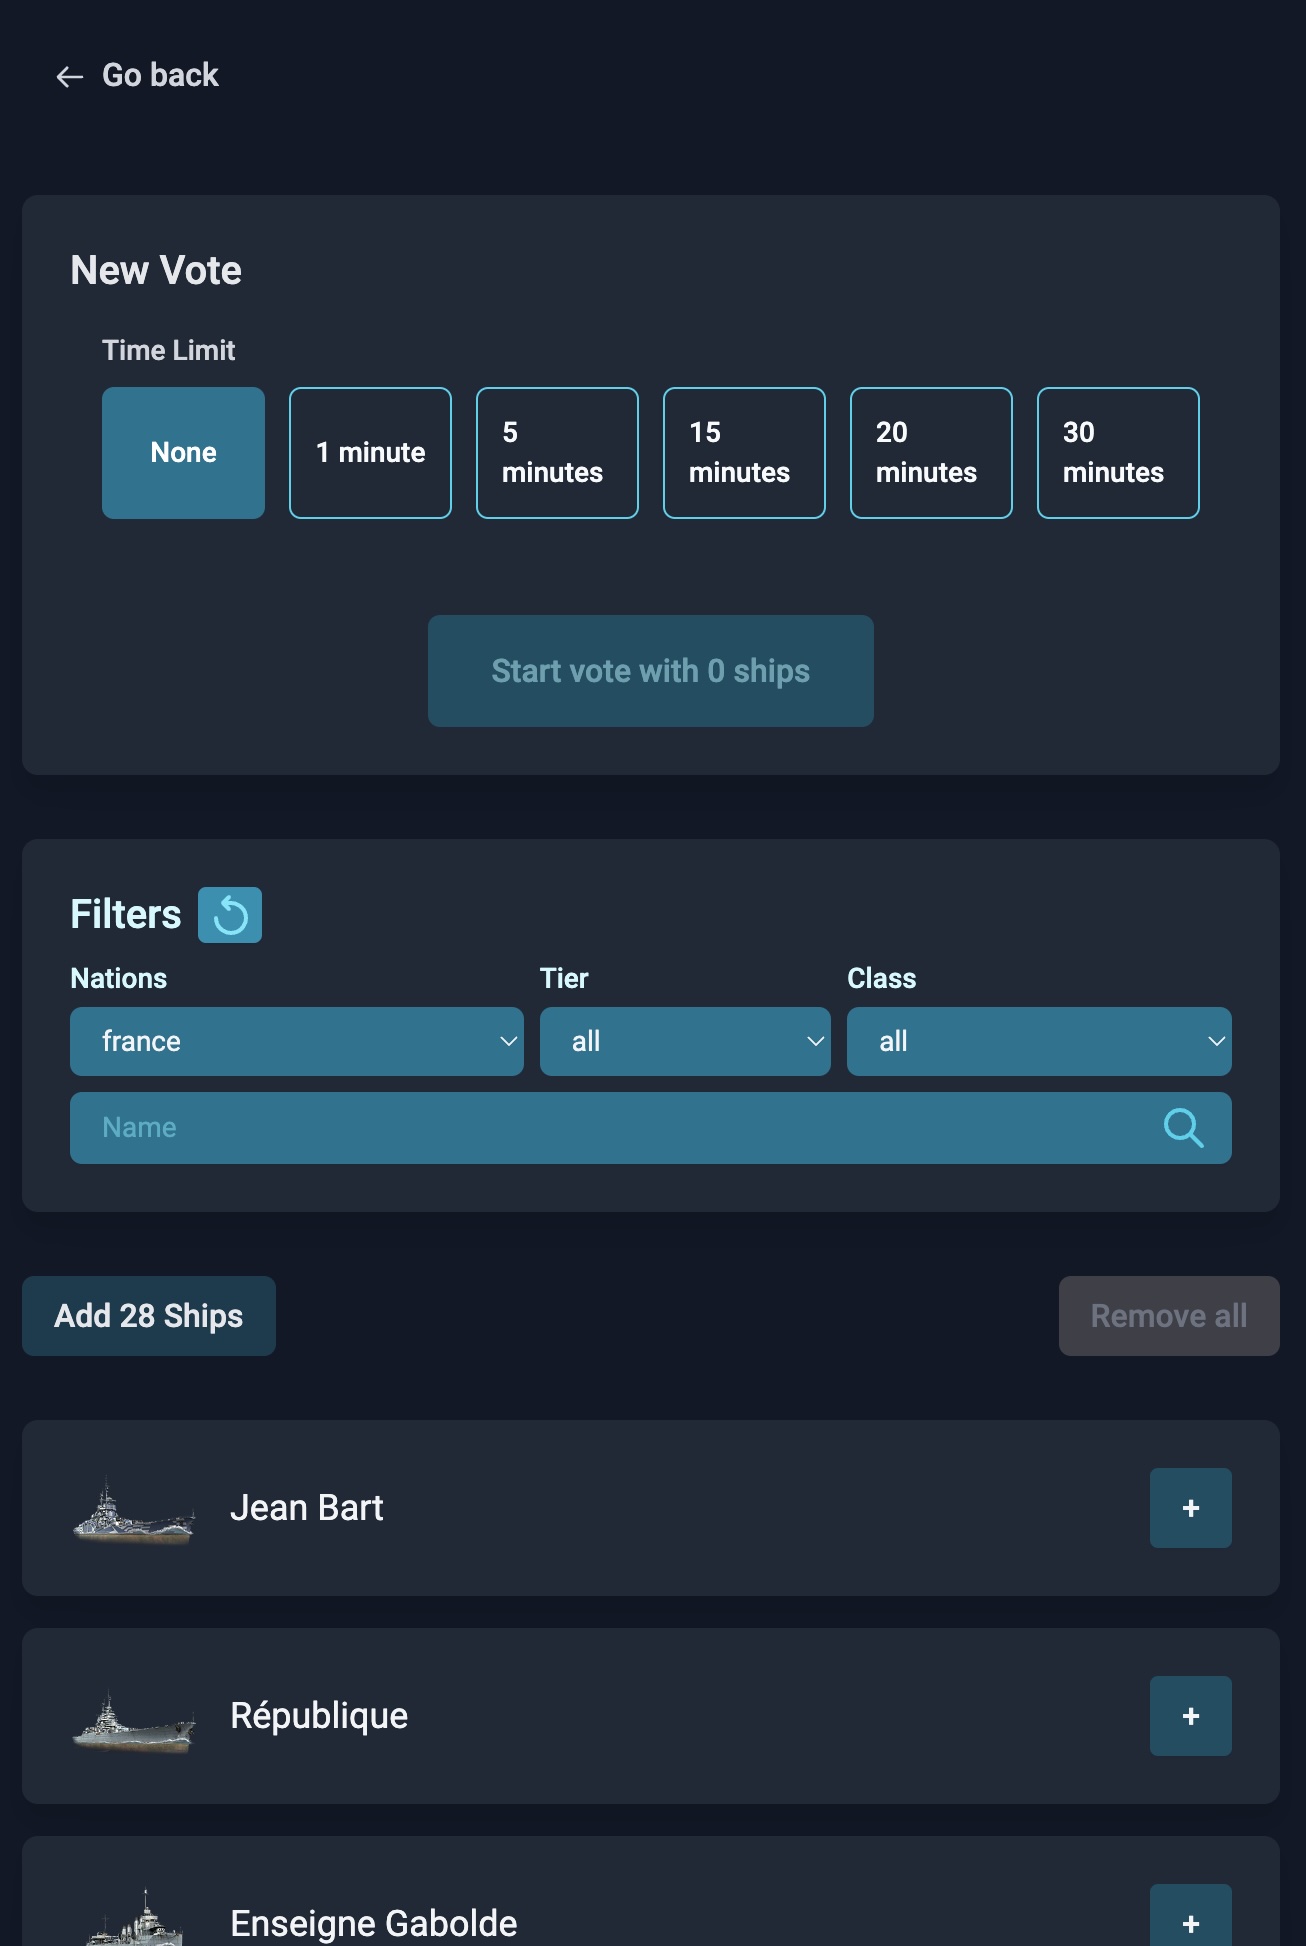 Go back
New Vote
Time Limit
None
1 minute
5
minutes
15
minutes
20
minutes
30
minutes
Start vote with 0 ships
Filters
Nations
Tier
Class
france
all
all
Name
Add 28 Ships
Remove all
Jean Bart
+
République
+
Enseigne Gabolde
+